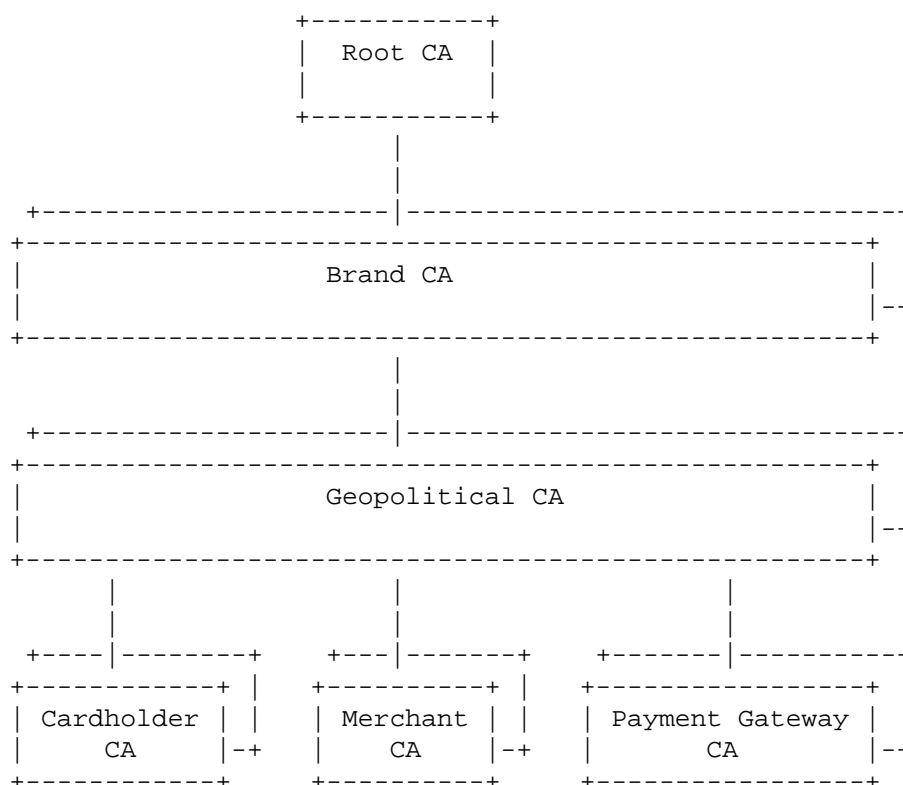 Root CA
Brand CA
Geopolitical CA
Cardholder Merchant Payment Gateway
CA CA CA